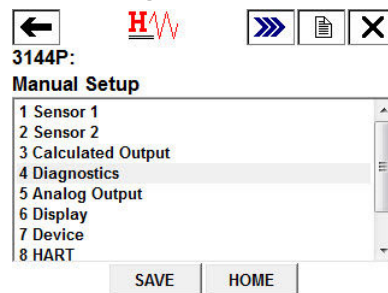 H
3144P:
Manual Setup
1 Sensor 1
2 Sensor 2
3 Calculated Output
4 Diagnostics
5 Analog Output
6 Display
7 Device
8 HART
SAVE HOME